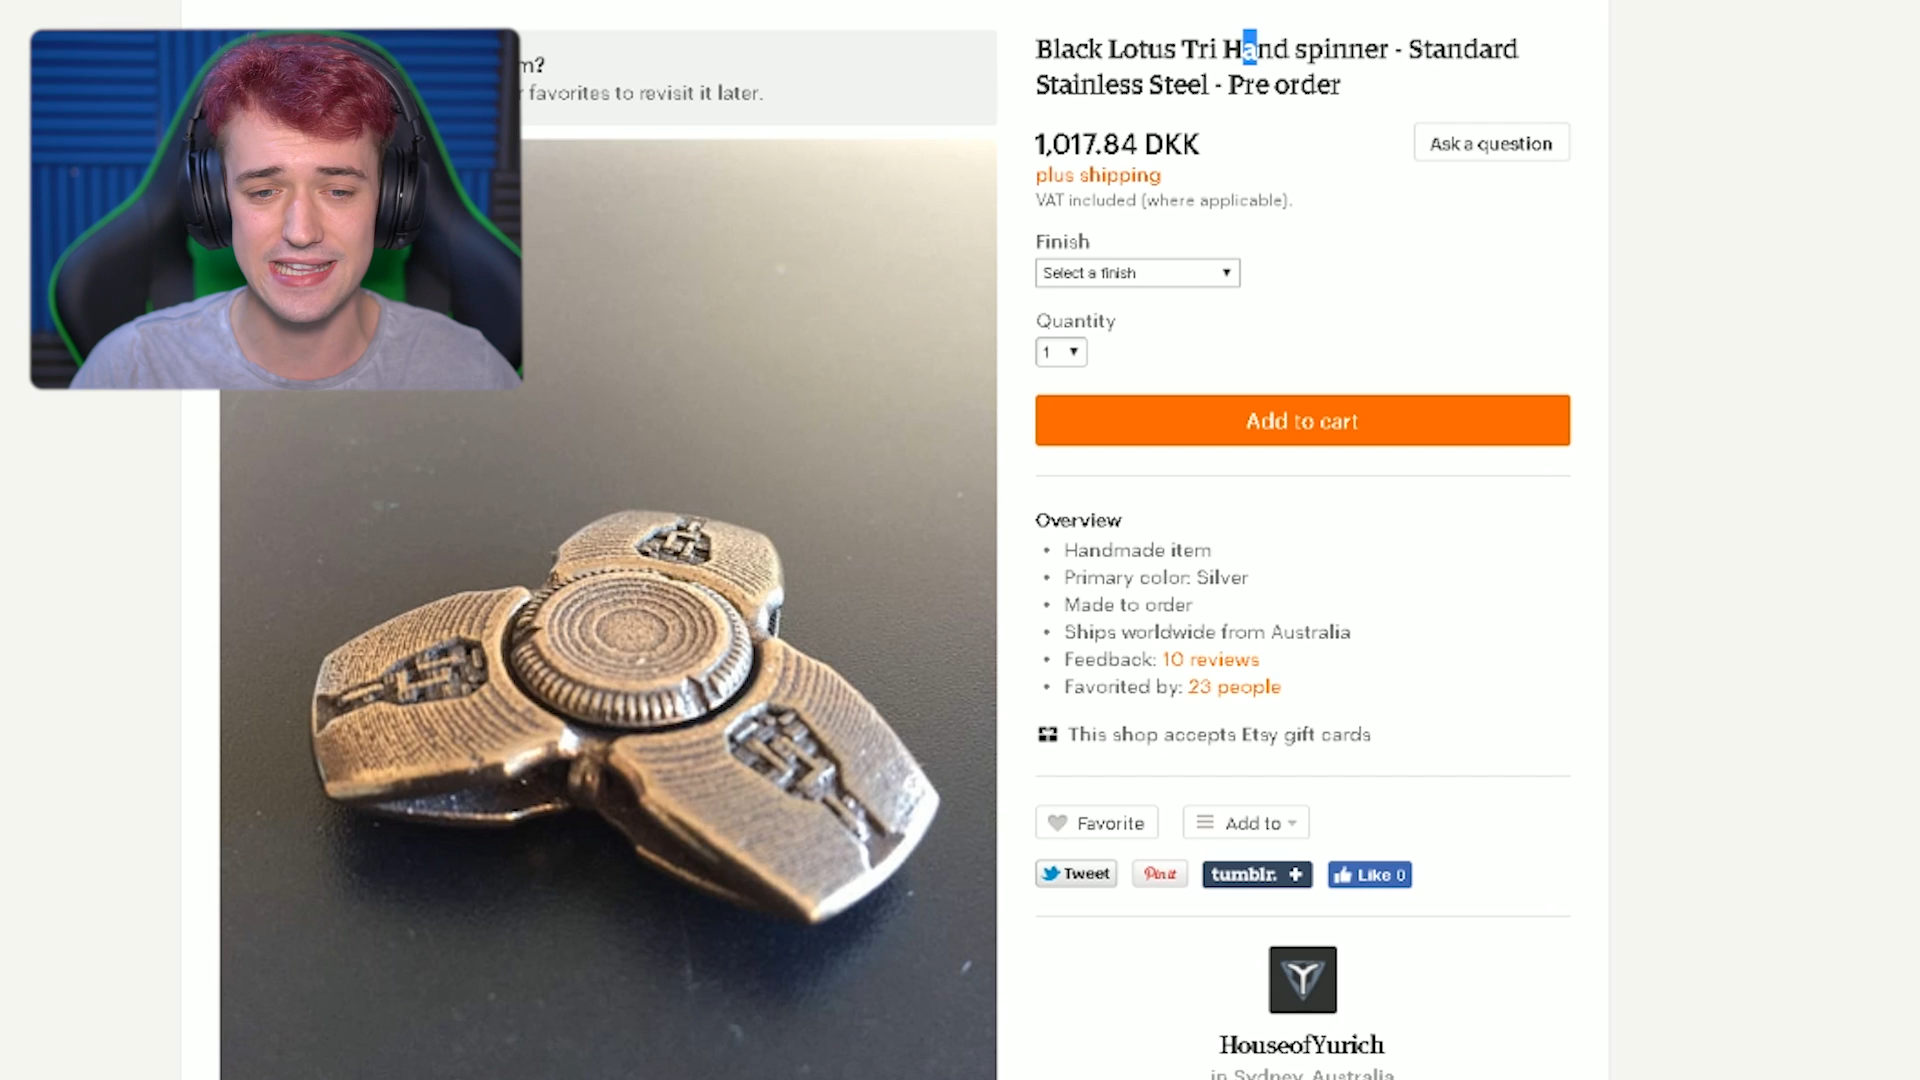 m?
favorites to revisit it later.
Black Lotus Tri Hand spinner - Standard
Stainless Steel - Pre order
1,017.84 DKK
Ask a question
plus shipping
VAT included (where applicable).
Finish
Select a finish
Quantity
1
Add to cart
Overview
• Handmade item
• Primary color: Silver
• Made to order
• Ships worldwide from Australia
• Feedback: 10 reviews
• Favorited by: 23 people
This shop accepts Etsy gift cards
Favorite
Add to
Tweet
Pin it
tumblr. +
Like 0
HouseofYurich
in Sydney, Australia